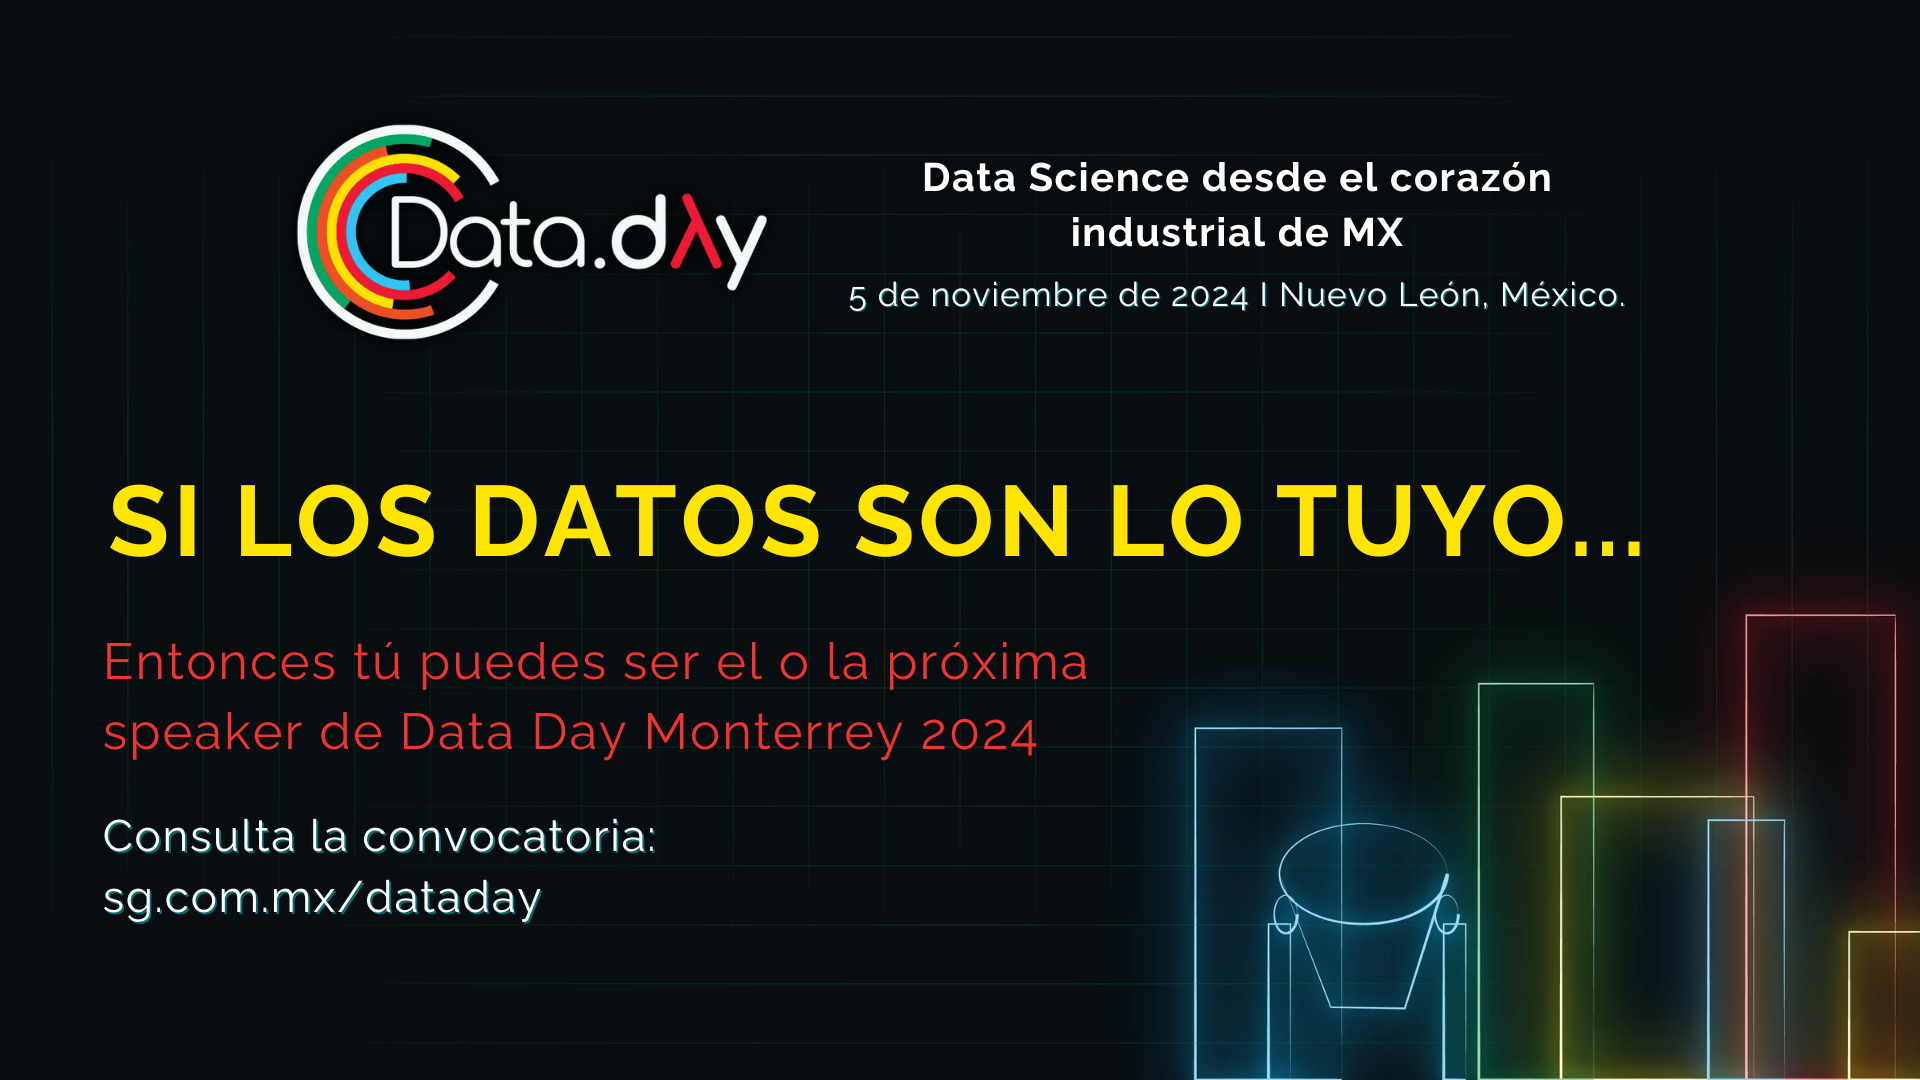 Data.dλy
Data Science desde el corazón
industrial de MX
5 de noviembre de 2024 I Nuevo León, México.
SI LOS DATOS SON LO TUYO...
Entonces tú puedes ser el o la próxima
speaker de Data Day Monterrey 2024
Consulta la convocatoria:
sg.com.mx/dataday